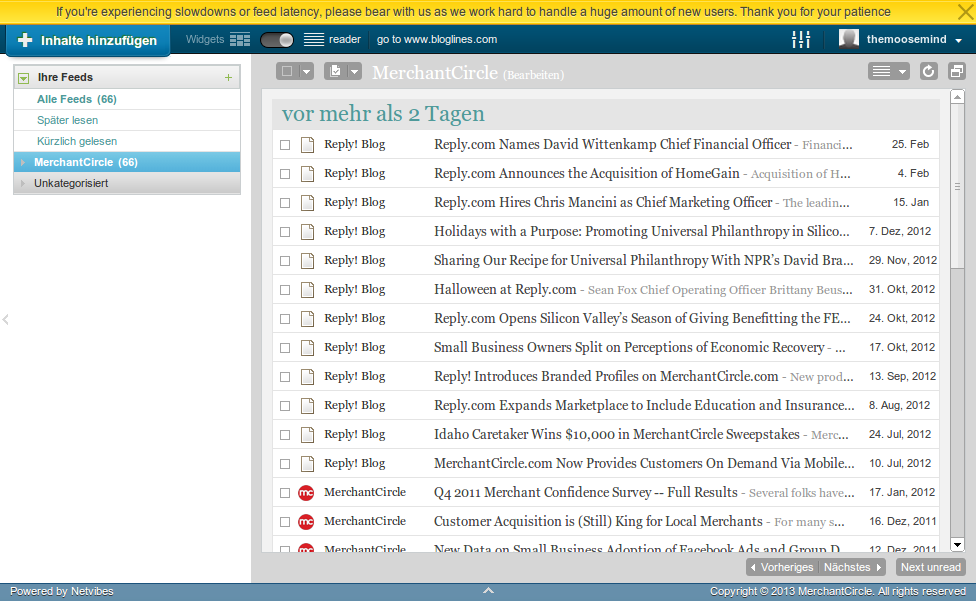 If you're experiencing slowdowns or feed latency, please bear with us as we work hard to handle a huge amount of new users. Thank you for your patience
Inhalte hinzufügen Widgets reader go to www.bloglines.com themoosemind
Ihre Feeds
Alle Feeds (66)
Später lesen
Kürzlich gelesen
MerchantCircle (66)
Unkategorisiert
MerchantCircle (Bearbeiten)
vor mehr als 2 Tagen
Reply! Blog Reply.com Names David Wittenkamp Chief Financial Officer - Financi... 25. Feb
Reply! Blog Reply.com Announces the Acquisition of HomeGain - Acquisition of H... 4. Feb
Reply! Blog Reply.com Hires Chris Mancini as Chief Marketing Officer - The leadin... 15. Jan
Reply! Blog Holidays with a Purpose: Promoting Universal Philanthropy in Silico... 7. Dez, 2012
Reply! Blog Sharing Our Recipe for Universal Philanthropy With NPR's David Bra... 29. Nov, 2012
Reply! Blog Halloween at Reply.com - Sean Fox Chief Operating Officer Brittany Beus... 31. Okt, 2012
Reply! Blog Reply.com Opens Silicon Valley's Season of Giving Benefitting the FE... 24. Okt, 2012
Reply! Blog Small Business Owners Split on Perceptions of Economic Recovery - ... 17. Okt, 2012
Reply! Blog Reply! Introduces Branded Profiles on MerchantCircle.com - New prod... 13. Sep, 2012
Reply! Blog Reply.com Expands Marketplace to Include Education and Insurance... 8. Aug, 2012
Reply! Blog Idaho Caretaker Wins $10,000 in MerchantCircle Sweepstakes - Merc... 24. Jul, 2012
Reply! Blog MerchantCircle.com Now Provides Customers On Demand Via Mobile... 10. Jul, 2012
mc MerchantCircle Q4 2011 Merchant Confidence Survey -- Full Results - Several folks have... 17. Jan, 2012
mc MerchantCircle Customer Acquisition is (Still) King for Local Merchants - For many s... 16. Dez, 2011
mc MerchantCircle New Data on Small Business Adoption of Facebook Ads and Group D... 12. Dez, 2011
Vorheriges Nächstes Next unread
Powered by Netvibes Copyright © 2013 MerchantCircle. All rights reserved